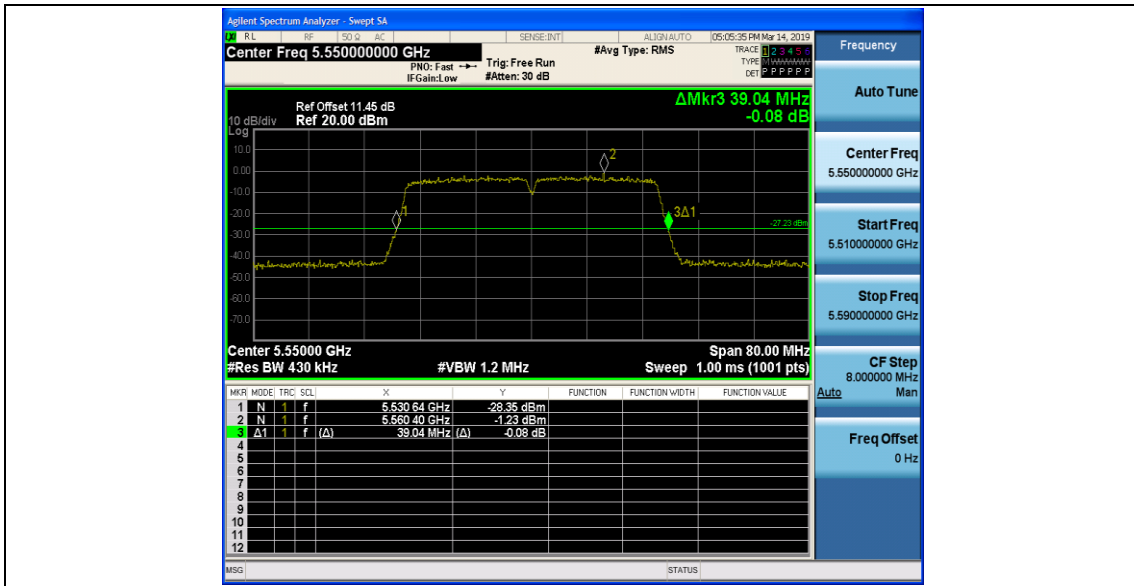 Agilent Spectrum Analyzer - Swept SA
RL RF 50 Ω AC SENSE:INT ALIGNAUTO 05:05:35 PM Mar 14, 2019
Center Freq 5.550000000 GHz
PNO: Fast
IFGain:Low
Trig: Free Run
#Atten: 30 dB
#Avg Type: RMS
TRACE 1 2 3 4 5 6
TYPE M W W W W W
DET P P P P P P
ΔMkr3 39.04 MHz
-0.08 dB
Ref Offset 11.45 dB
10 dB/div Ref 20.00 dBm
Log
10.0
0.00
-10.0
-20.0
-30.0
-40.0
-50.0
-60.0
-70.0
1
2
3Δ1
-27.23 dBm
Center 5.55000 GHz Span 80.00 MHz
#Res BW 430 kHz #VBW 1.2 MHz Sweep 1.00 ms (1001 pts)
MKR MODE TRC SCL X Y FUNCTION FUNCTION WIDTH FUNCTION VALUE
1 N 1 f 5.530 64 GHz -28.35 dBm
2 N 1 f 5.560 40 GHz -1.23 dBm
3 Δ1 1 f (Δ) 39.04 MHz (Δ) -0.08 dB
4
5
6
7
8
9
10
11
12
MSG STATUS
Frequency
Auto Tune
Center Freq
5.550000000 GHz
Start Freq
5.510000000 GHz
Stop Freq
5.590000000 GHz
CF Step
8.000000 MHz
Auto Man
Freq Offset
0 Hz